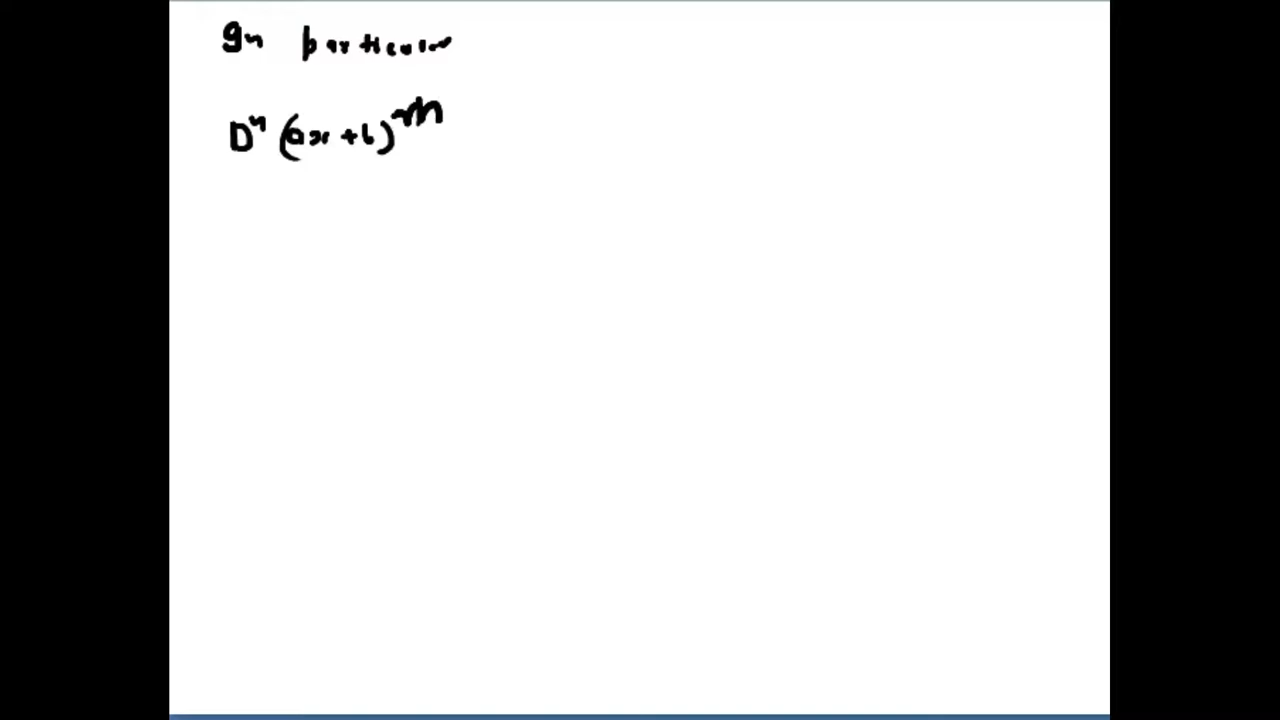 In particular
Dⁿ (ax+b)ᵐ